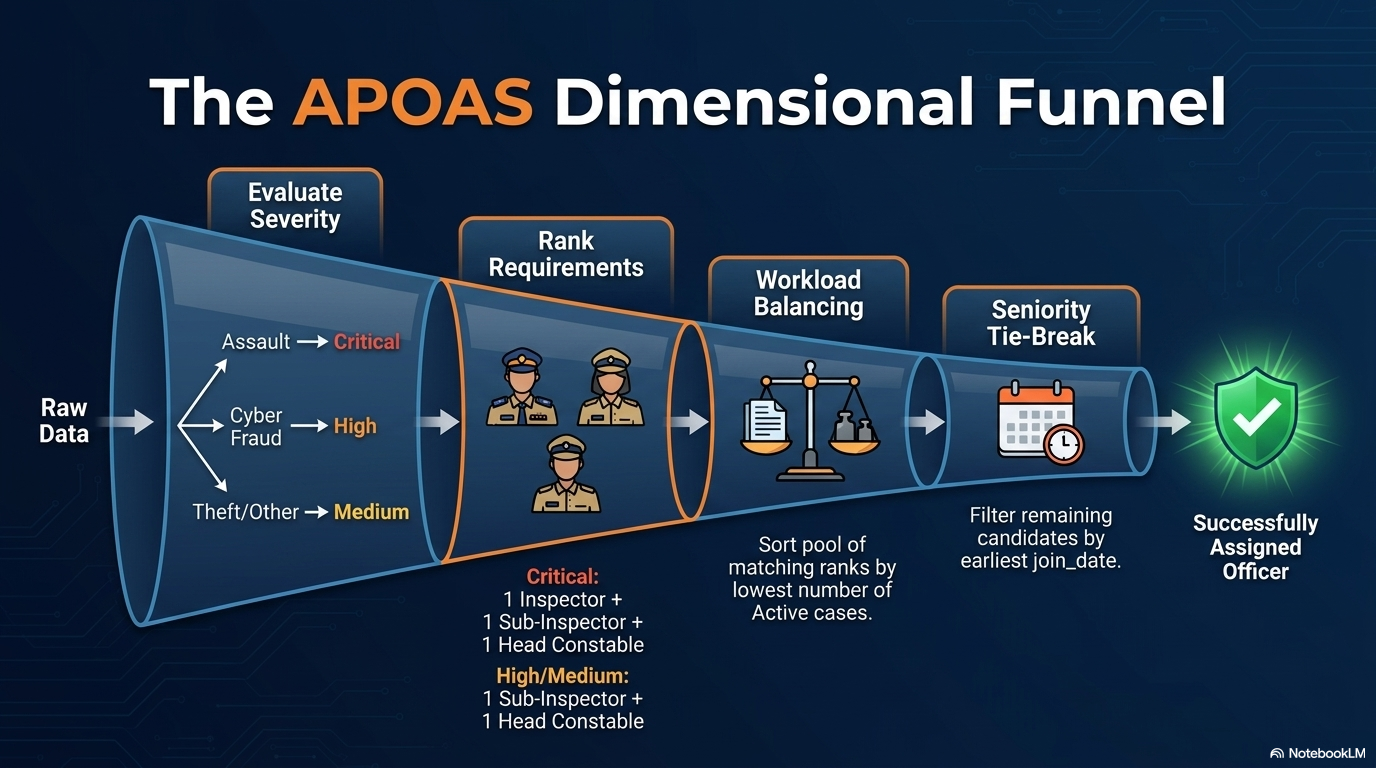 The APOAS Dimensional Funnel
Evaluate
Severity
Rank
Requirements
Workload
Balancing
Seniority
Tie-Break
Raw
Data
Assault
Critical
Cyber
Fraud
High
Theft/Other
Medium
Critical:
1 Inspector +
1 Sub-Inspector +
1 Head Constable
High/Medium:
1 Sub-Inspector +
1 Head Constable
Sort pool of
matching ranks by
lowest number of
Active cases.
Filter remaining
candidates by
earliest join_date.
Successfully
Assigned
Officer
NotebookLM